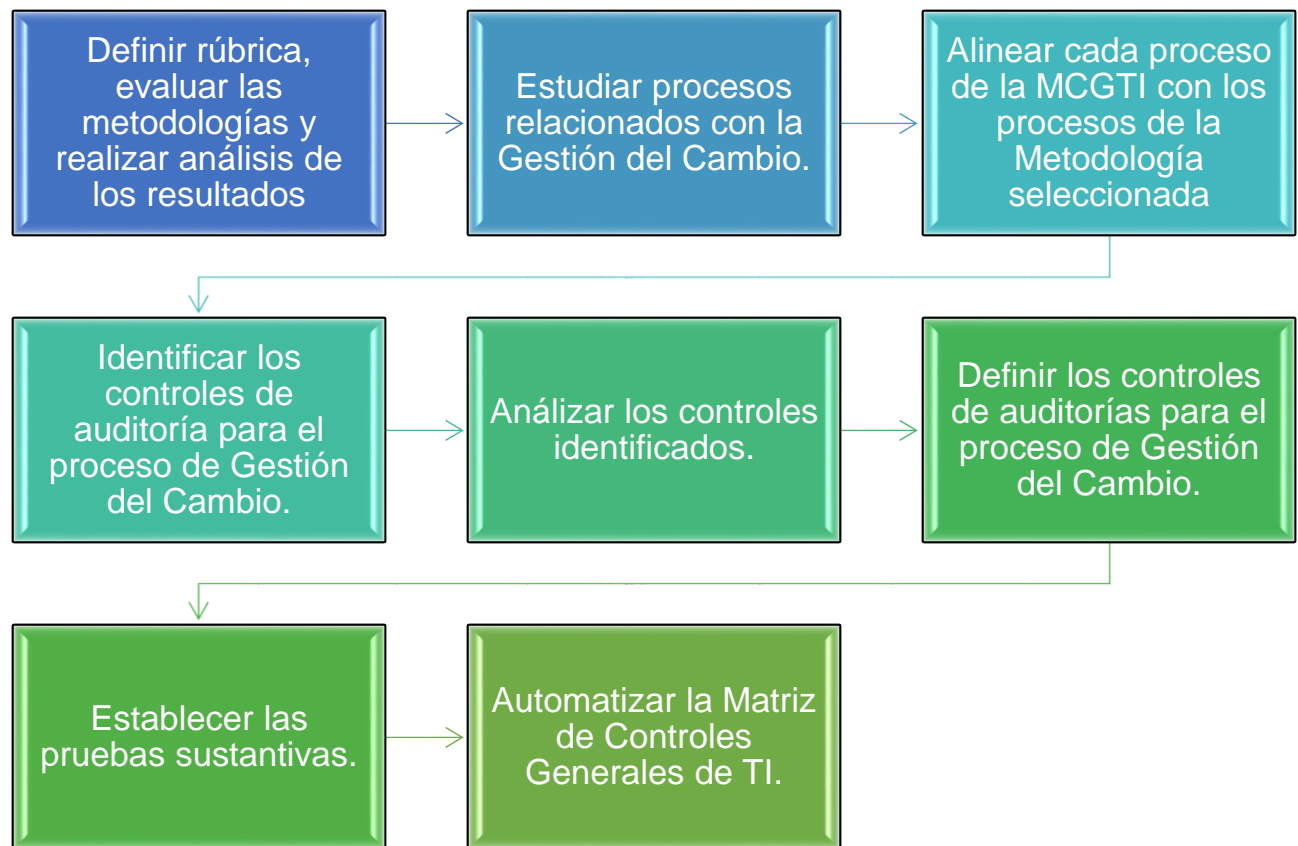 Definir rúbrica,
evaluar las
metodologías y
realizar análisis de
los resultados
Estudiar procesos
relacionados con la
Gestión del Cambio.
Alinear cada proceso
de la MCGTI con los
procesos de la
Metodología
seleccionada
Identificar los
controles de
auditoría para el
proceso de Gestión
del Cambio.
Análizar los controles
identificados.
Definir los controles
de auditorías para el
proceso de Gestión
del Cambio.
Establecer las
pruebas sustantivas.
Automatizar la Matriz
de Controles
Generales de TI.